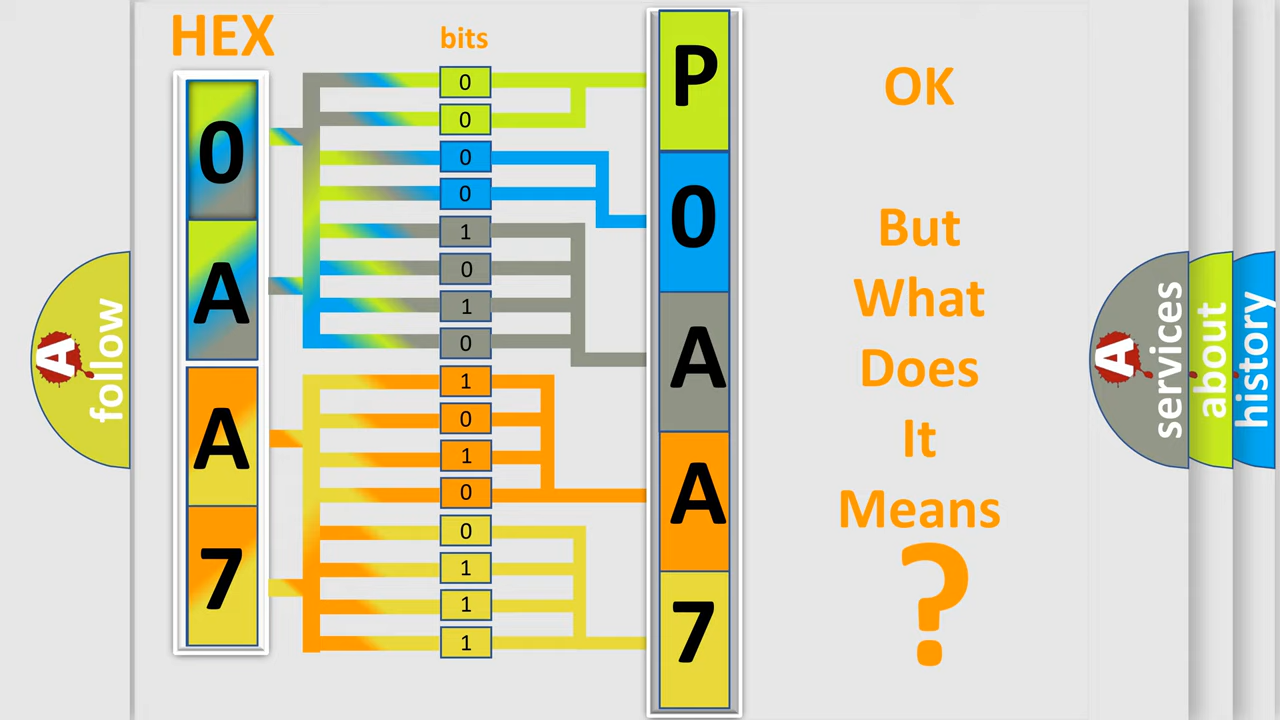 HEX
bits
0
A
A
7
0
0
0
0
1
0
1
0
1
0
1
0
0
1
1
1
P
0
A
A
7
OK
But
What
Does
It
Means
?
A
follow
A
services
about
history